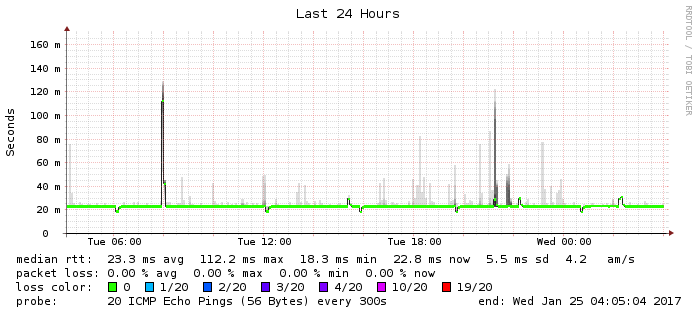 Last 24 Hours
RRDTOOL / TOBI OETIKER
Seconds
160 m
140 m
120 m
100 m
80 m
60 m
40 m
20 m
0
Tue 06:00 Tue 12:00 Tue 18:00 Wed 00:00
median rtt: 23.3 ms avg 112.2 ms max 18.3 ms min 22.8 ms now 5.5 ms sd 4.2 am/s
packet loss: 0.00 % avg 0.00 % max 0.00 % min 0.00 % now
loss color: 0 1/20 2/20 3/20 4/20 10/20 19/20
probe: 20 ICMP Echo Pings (56 Bytes) every 300s end: Wed Jan 25 04:05:04 2017